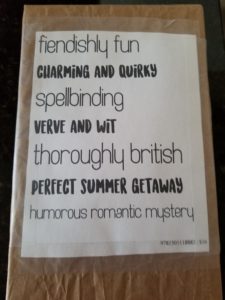 fiendishly fun
CHARMING AND QUIRKY
spellbinding
VERVE AND WIT
thoroughly british
PERFECT SUMMER GETAWAY
humorous romantic mystery